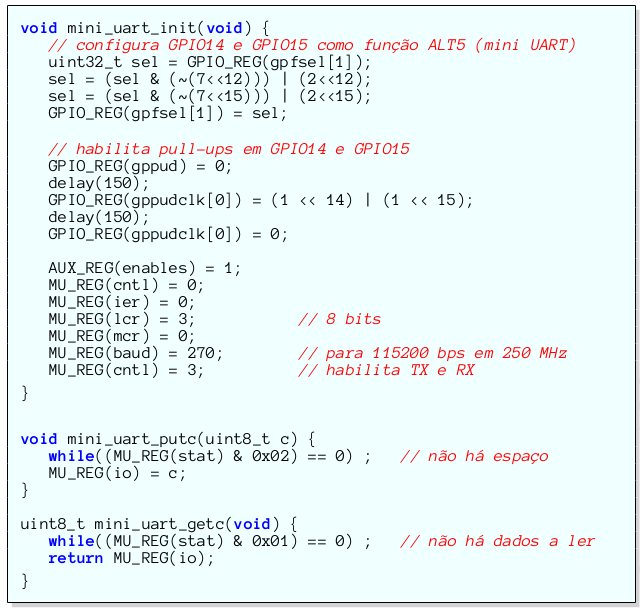 void mini_uart_init(void) {
   // configura GPIO14 e GPIO15 como função ALT5 (mini UART)
   uint32_t sel = GPIO_REG(gpfsel[1]);
   sel = (sel & (~(7<<12))) | (2<<12);
   sel = (sel & (~(7<<15))) | (2<<15);
   GPIO_REG(gpfsel[1]) = sel;

   // habilita pull-ups em GPIO14 e GPIO15
   GPIO_REG(gppud) = 0;
   delay(150);
   GPIO_REG(gppudclk[0]) = (1 << 14) | (1 << 15);
   delay(150);
   GPIO_REG(gppudclk[0]) = 0;

   AUX_REG(enables) = 1;
   MU_REG(cntl) = 0;
   MU_REG(ier) = 0;
   MU_REG(lcr) = 3;          // 8 bits
   MU_REG(mcr) = 0;
   MU_REG(baud) = 270;        // para 115200 bps em 250 MHz
   MU_REG(cntl) = 3;          // habilita TX e RX
}

void mini_uart_putc(uint8_t c) {
   while((MU_REG(stat) & 0x02) == 0) ;   // não há espaço
   MU_REG(io) = c;
}

uint8_t mini_uart_getc(void) {
   while((MU_REG(stat) & 0x01) == 0) ;   // não há dados a ler
   return MU_REG(io);
}